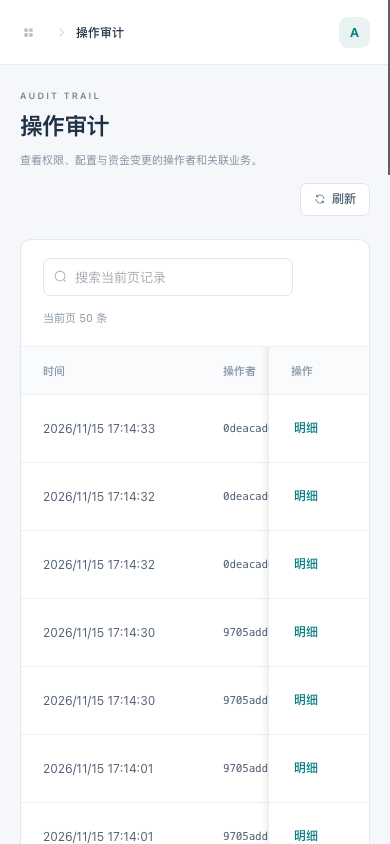 操作审计
A
AUDIT TRAIL
操作审计
查看权限、配置与资金变更的操作者和关联业务。
刷新
搜索当前页记录
当前页 50 条
时间 操作者 操作
2026/11/15 17:14:33 0deacad 明细
2026/11/15 17:14:32 0deacad 明细
2026/11/15 17:14:32 0deacad 明细
2026/11/15 17:14:30 9705add 明细
2026/11/15 17:14:30 9705add 明细
2026/11/15 17:14:01 9705add 明细
2026/11/15 17:14:01 9705add 明细